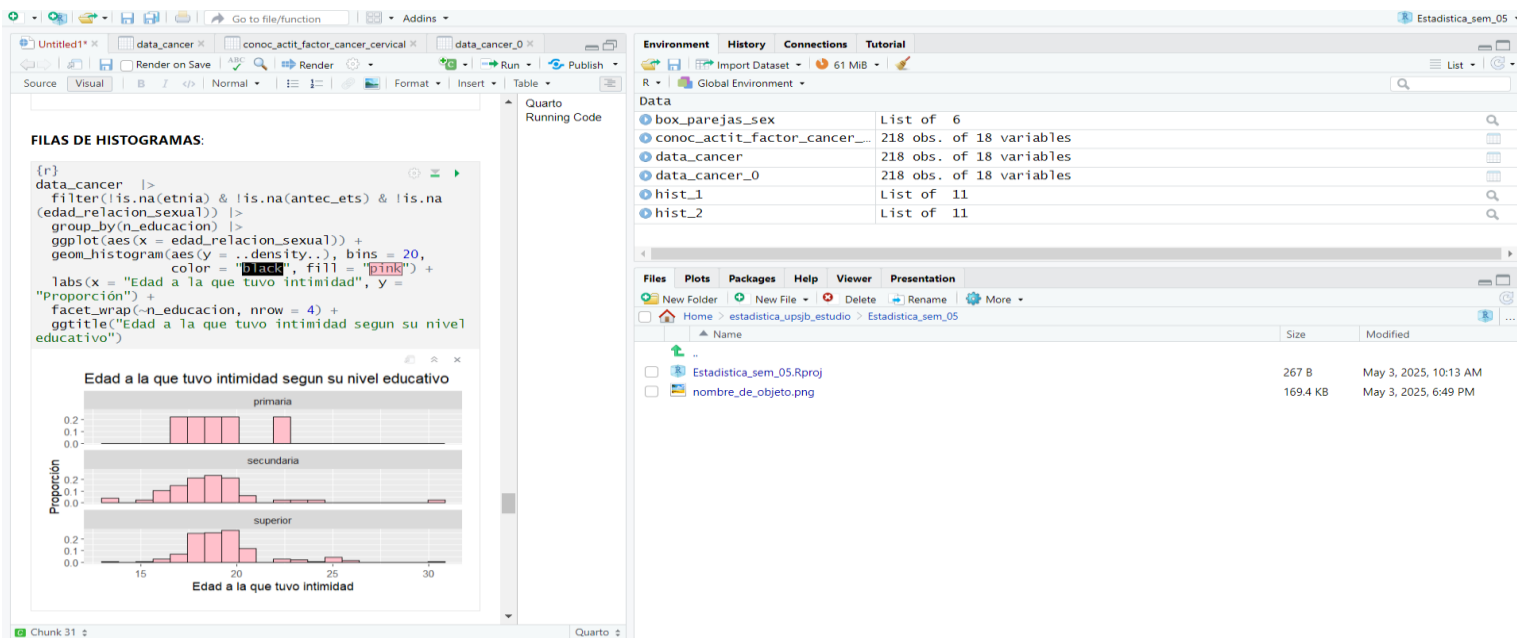 Go to file/function
Addins
Estadistica_sem_05
Untitled1*
data_cancer
conoc_actit_factor_cancer_cervical
data_cancer_0
Render on Save
ABC
Render
Run
Publish
Source
Visual
B
I
</>
Normal
Format
Insert
Table
Quarto
Running Code
FILAS DE HISTOGRAMAS:
{r}
data_cancer |>
filter(!is.na(etnia) & !is.na(antec_ets) & !is.na
(edad_relacion_sexual)) |>
group_by(n_educacion) |>
ggplot(aes(x = edad_relacion_sexual)) +
geom_histogram(aes(y = ..density..), bins = 20,
color = "black", fill = "pink") +
labs(x = "Edad a la que tuvo intimidad", y =
"Proporción") +
facet_wrap(~n_educacion, nrow = 4) +
ggtitle("Edad a la que tuvo intimidad segun su nivel
educativo")
Edad a la que tuvo intimidad segun su nivel educativo
primaria
0.2
0.1
0.0
secundaria
0.2
0.1
0.0
superior
0.2
0.1
0.0
Proporción
15
20
25
30
Edad a la que tuvo intimidad
Chunk 31
Quarto
Environment
History
Connections
Tutorial
Import Dataset
61 MiB
List
R
Global Environment
Data
box_parejas_sex List of 6
conoc_actit_factor_cancer_… 218 obs. of 18 variables
data_cancer 218 obs. of 18 variables
data_cancer_0 218 obs. of 18 variables
hist_1 List of 11
hist_2 List of 11
Files
Plots
Packages
Help
Viewer
Presentation
New Folder
New File
Delete
Rename
More
Home > estadistica_upsjb_estudio > Estadistica_sem_05
...
Name
Size
Modified
..
Estadistica_sem_05.Rproj 267 B May 3, 2025, 10:13 AM
nombre_de_objeto.png 169.4 KB May 3, 2025, 6:49 PM